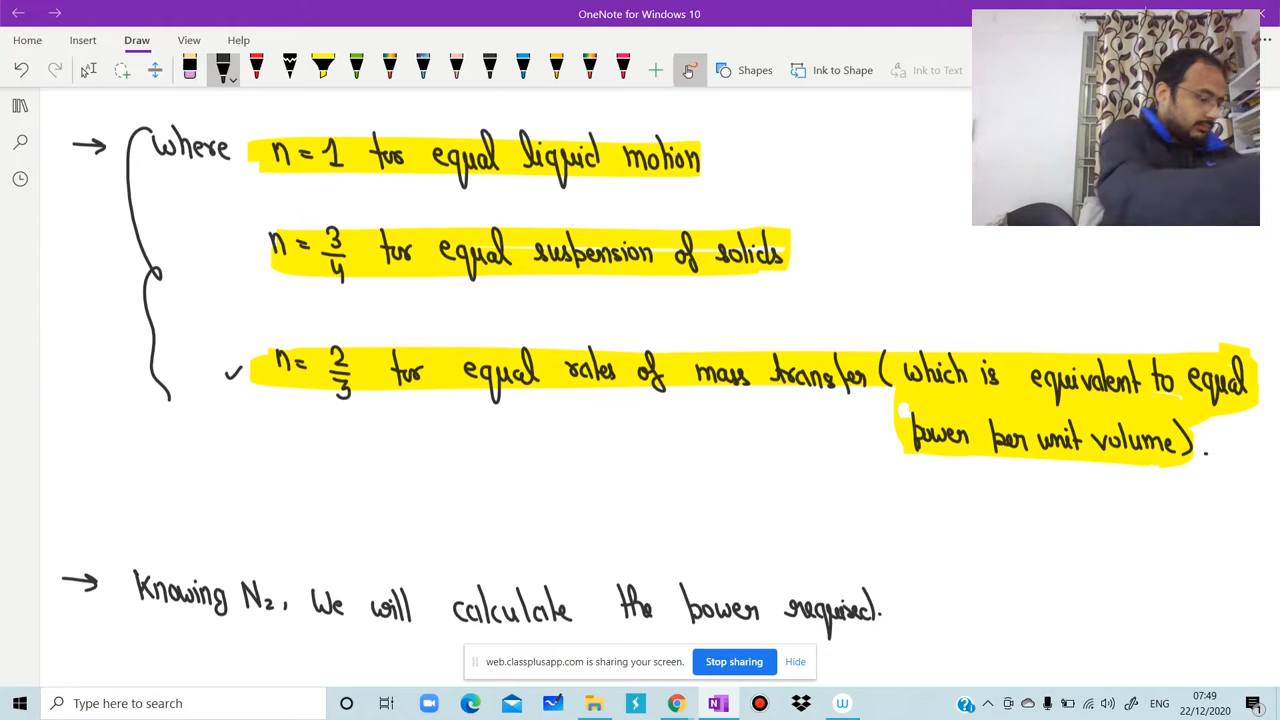 OneNote for Windows 10
Home Insert Draw View Help
Shapes Ink to Shape Ink to Text
→ where n = 1 for equal liquid motion
n = 3/4 for equal suspension of solids
✓ n = 2/3 for equal rates of mass transfer ( which is equivalent to equal
power per unit volume).
→ Knowing N₂, We will calculate the power required.
web.classplusapp.com is sharing your screen. Stop sharing Hide
Type here to search
ENG
07:49
22/12/2020